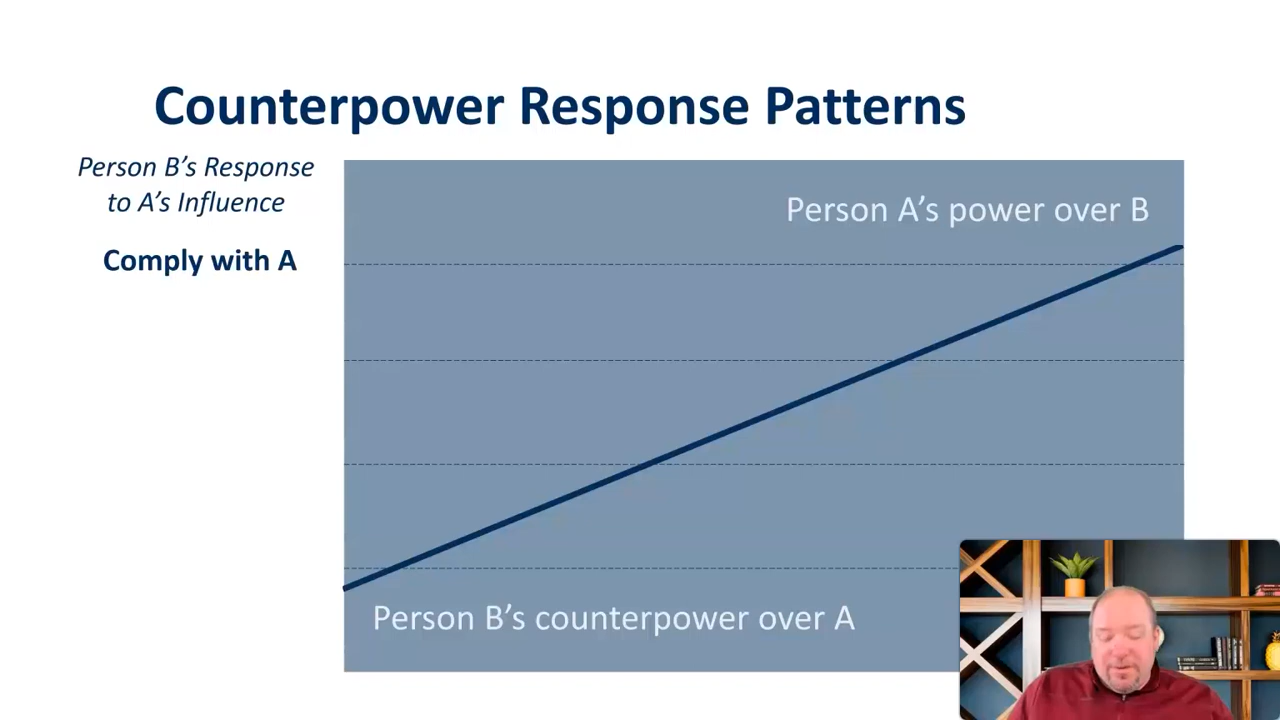 Counterpower Response Patterns
Person B’s Response
to A’s Influence
Comply with A
Person A’s power over B
Person B’s counterpower over A